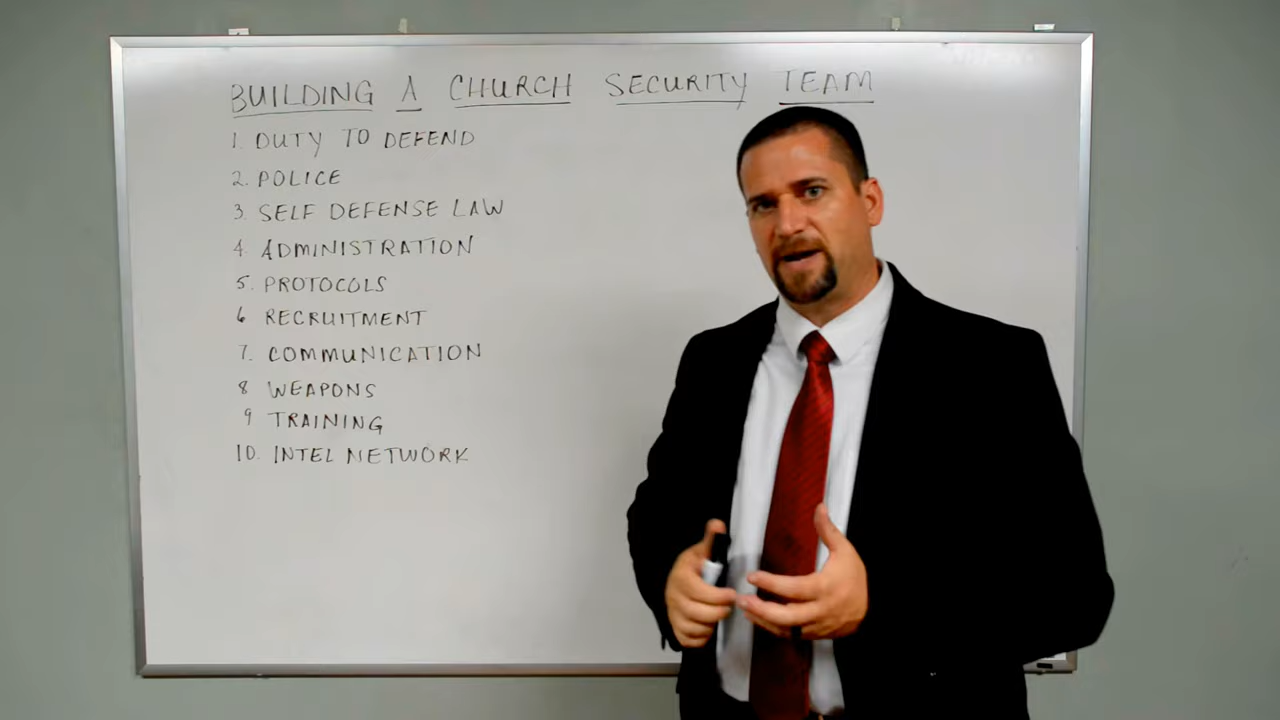 BUILDING A CHURCH SECURITY TEAM
1. DUTY TO DEFEND
2. POLICE
3. SELF DEFENSE LAW
4. ADMINISTRATION
5. PROTOCOLS
6 RECRUITMENT
7. COMMUNICATION
8 WEAPONS
9 TRAINING
10. INTEL NETWORK